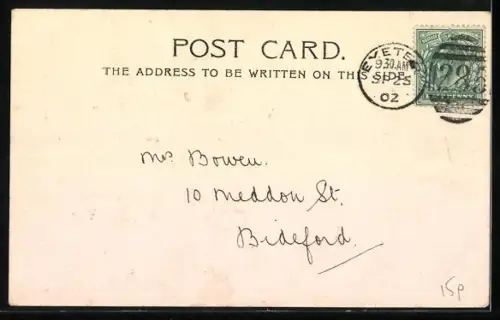 POST CARD.
THE ADDRESS TO BE WRITTEN ON THIS SIDE.
EXETER
9.30.AM
SP 25
02
Mrs Bowen.
10 Meddon St.
Bideford.
15p